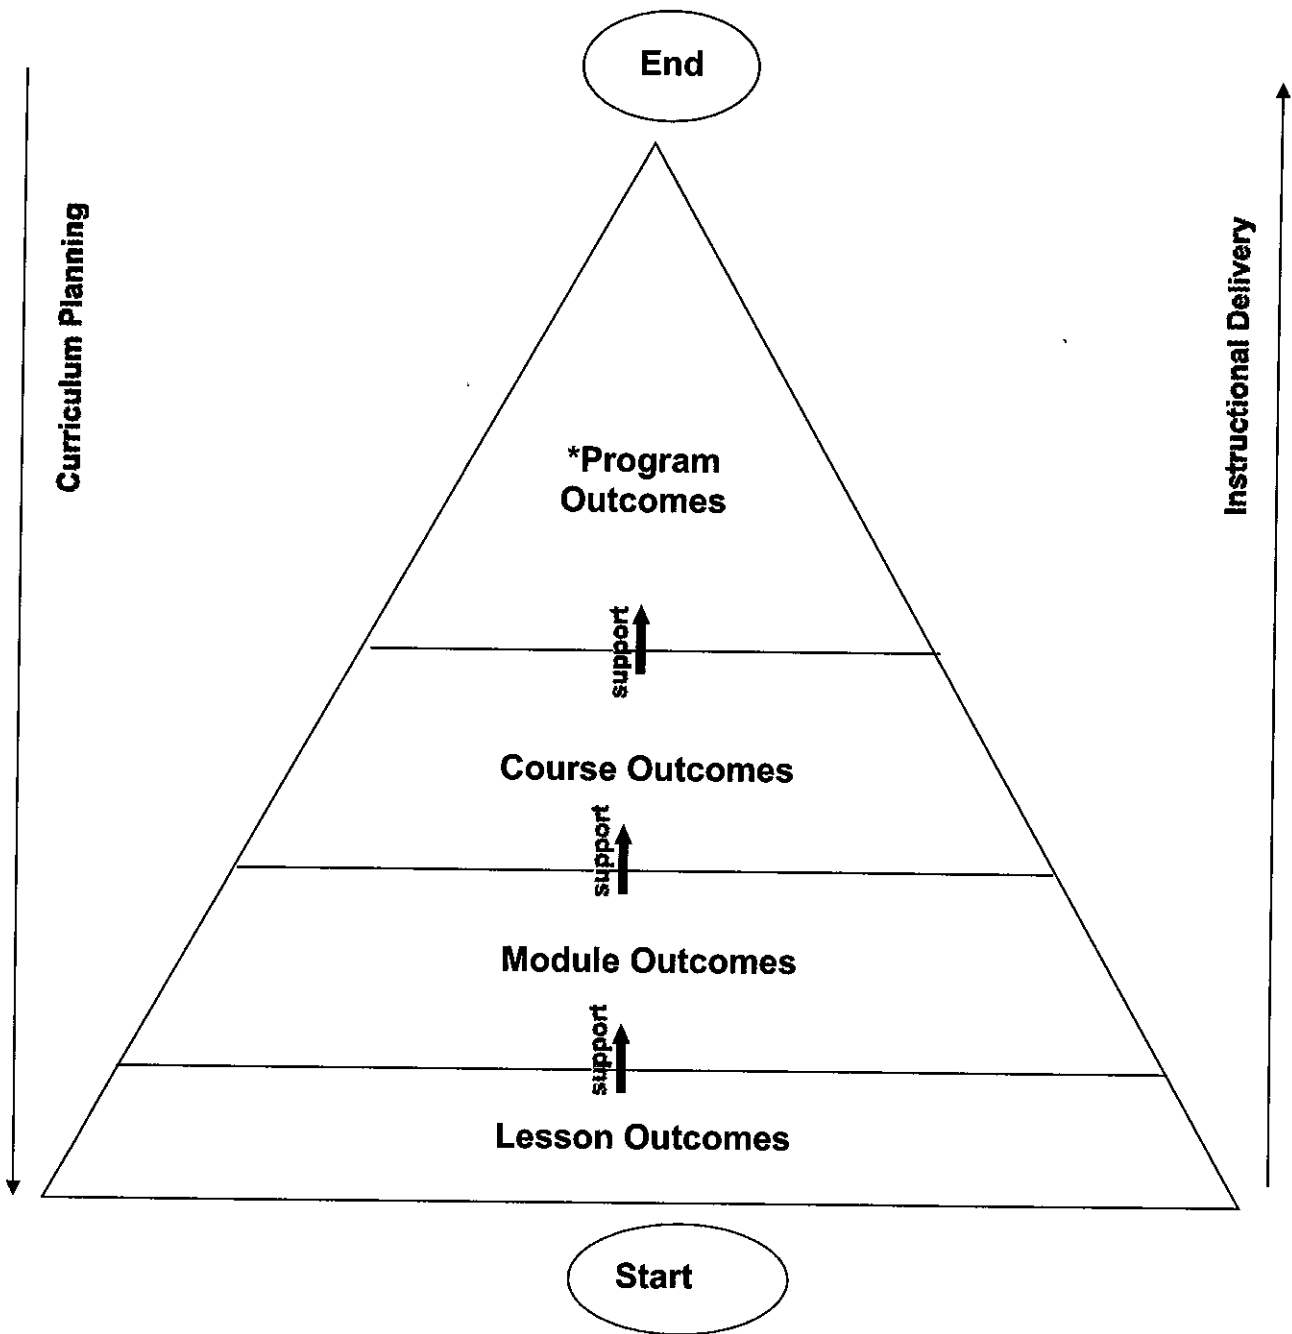 End
Curriculum Planning
Instructional Delivery
*Program
Outcomes
support
Course Outcomes
support
Module Outcomes
support
Lesson Outcomes
Start